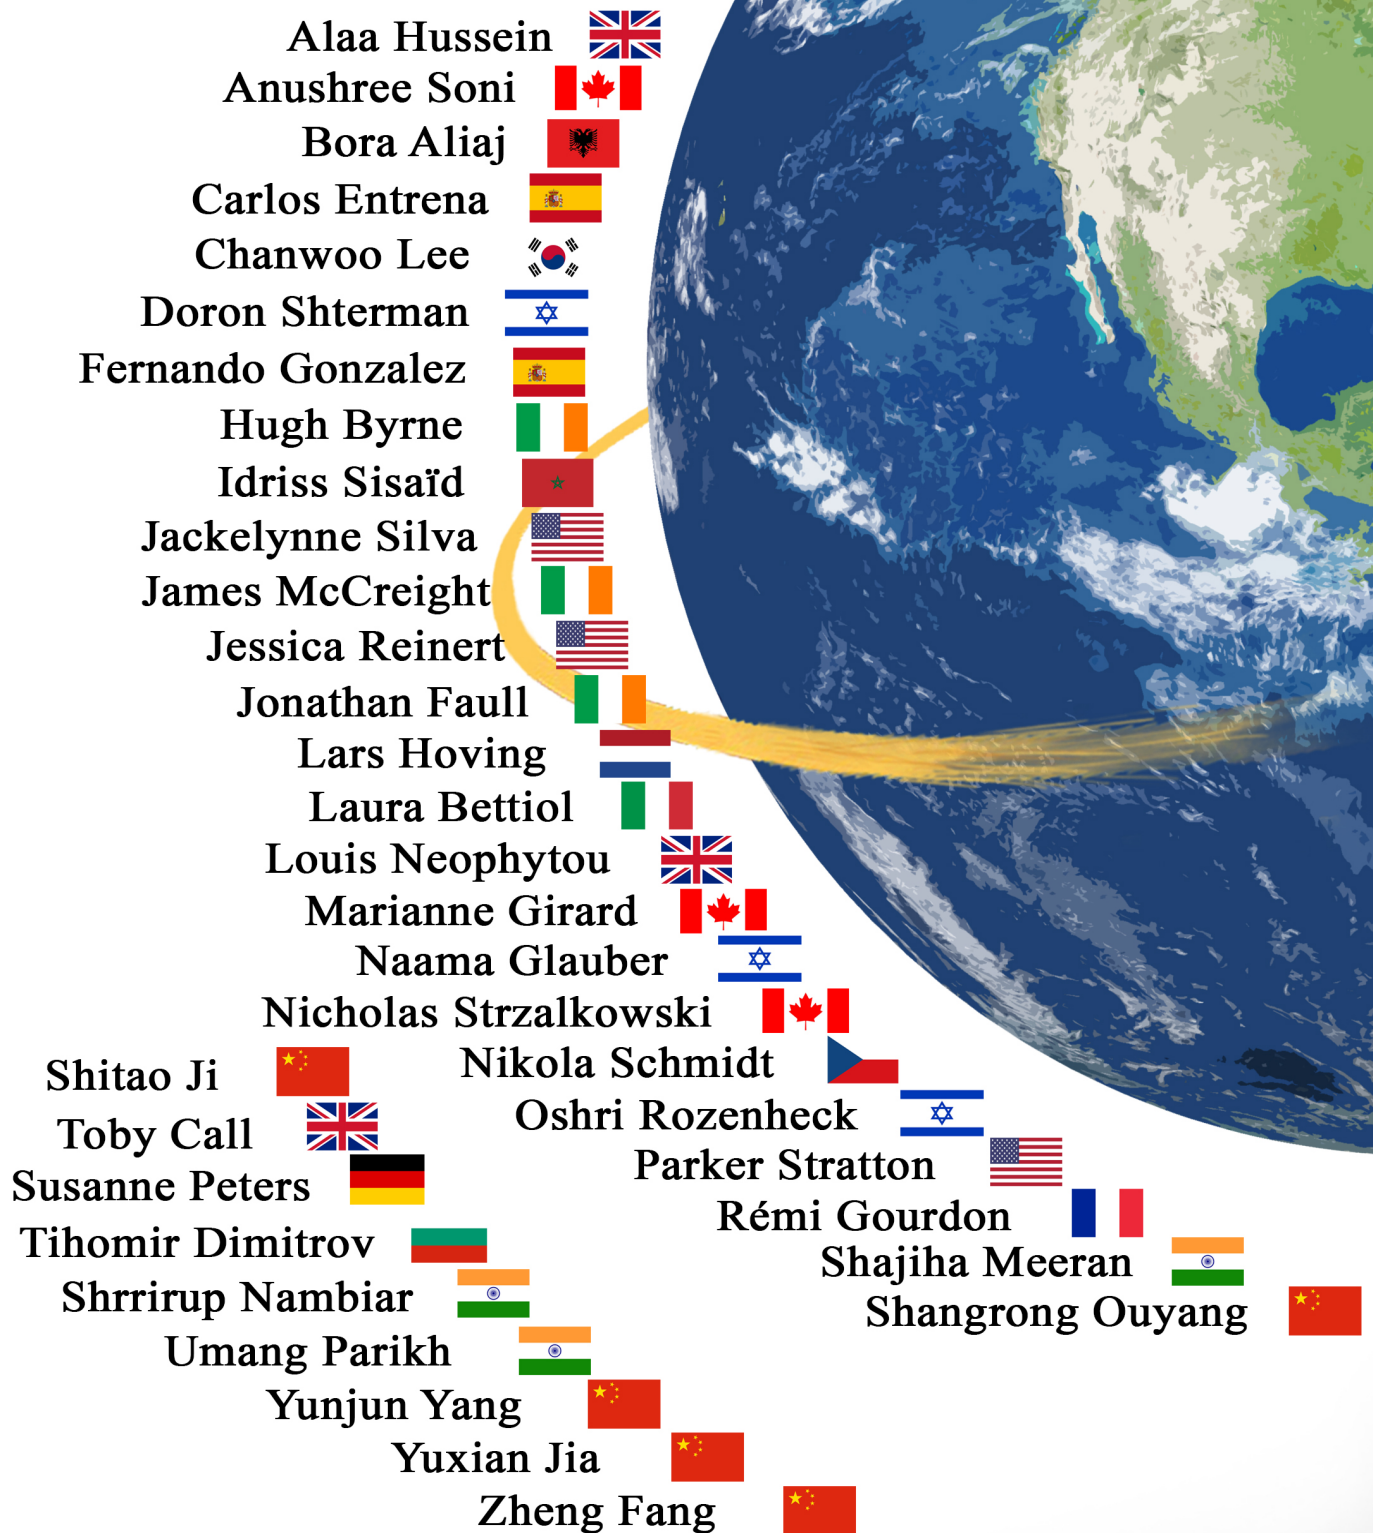 Alaa Hussein
Anushree Soni
Bora Aliaj
Carlos Entrena
Chanwoo Lee
Doron Shterman
Fernando Gonzalez
Hugh Byrne
Idriss Sisaïd
Jackelynne Silva
James McCreight
Jessica Reinert
Jonathan Faull
Lars Hoving
Laura Bettiol
Louis Neophytou
Marianne Girard
Naama Glauber
Nicholas Strzalkowski
Nikola Schmidt
Oshri Rozenheck
Parker Stratton
Rémi Gourdon
Shajiha Meeran
Shangrong Ouyang
Shitao Ji
Toby Call
Susanne Peters
Tihomir Dimitrov
Shrrirup Nambiar
Umang Parikh
Yunjun Yang
Yuxian Jia
Zheng Fang